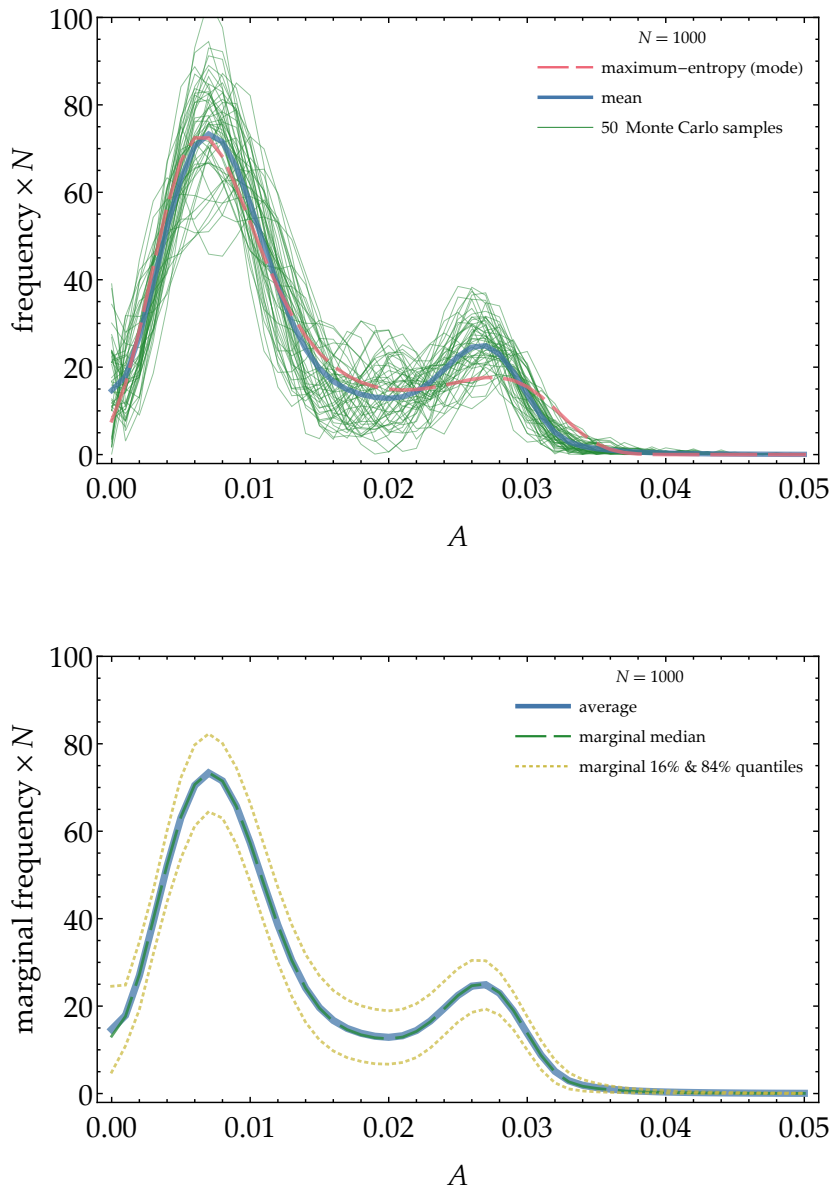 100
80
60
40
20
0
frequency × N
N = 1000
maximum−entropy (mode)
mean
50 Monte Carlo samples
0.00 0.01 0.02 0.03 0.04 0.05
A
100
80
60
40
20
0
marginal frequency × N
N = 1000
average
marginal median
marginal 16% & 84% quantiles
0.00 0.01 0.02 0.03 0.04 0.05
A